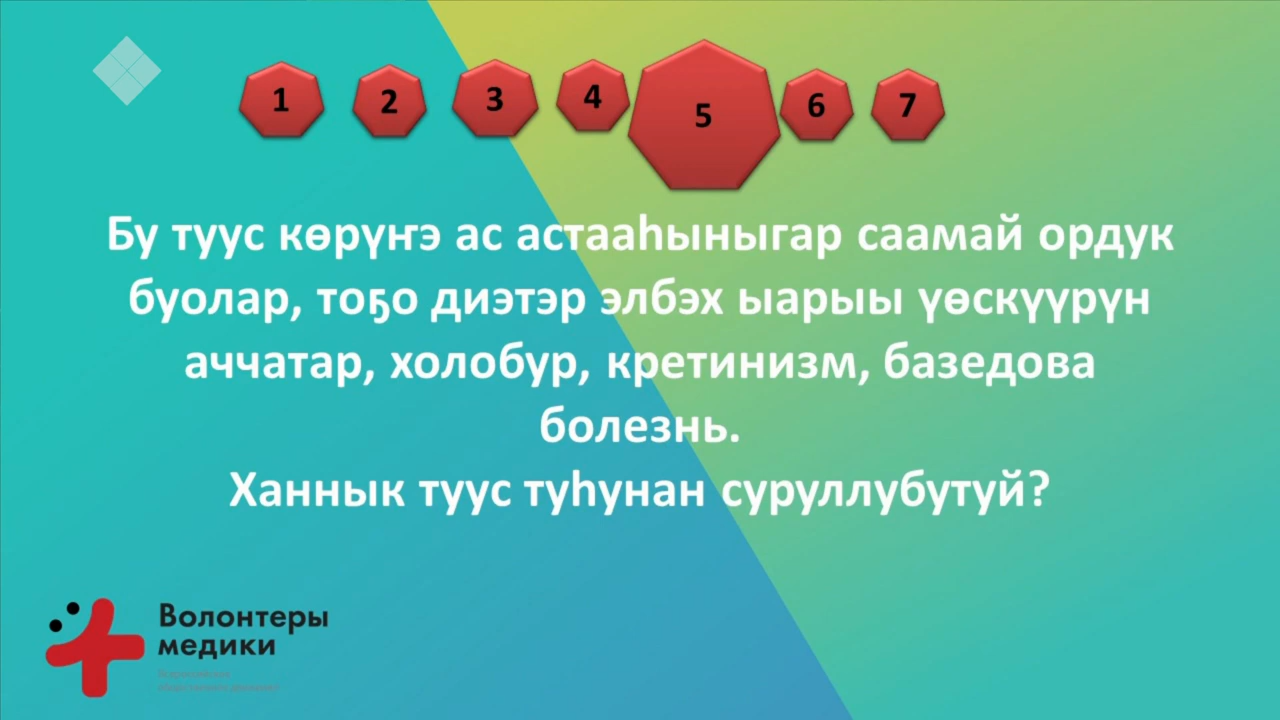 1 2 3 4 5 6 7
Бу туус көрүҥэ ас астааһыныгар саамай ордук
буолар, тоҕо диэтэр элбэх ыарыы үөскүүрүн
аччатар, холобур, кретинизм, базедова
болезнь.
Ханнык туус туһунан суруллубутуй?
Волонтеры
медики